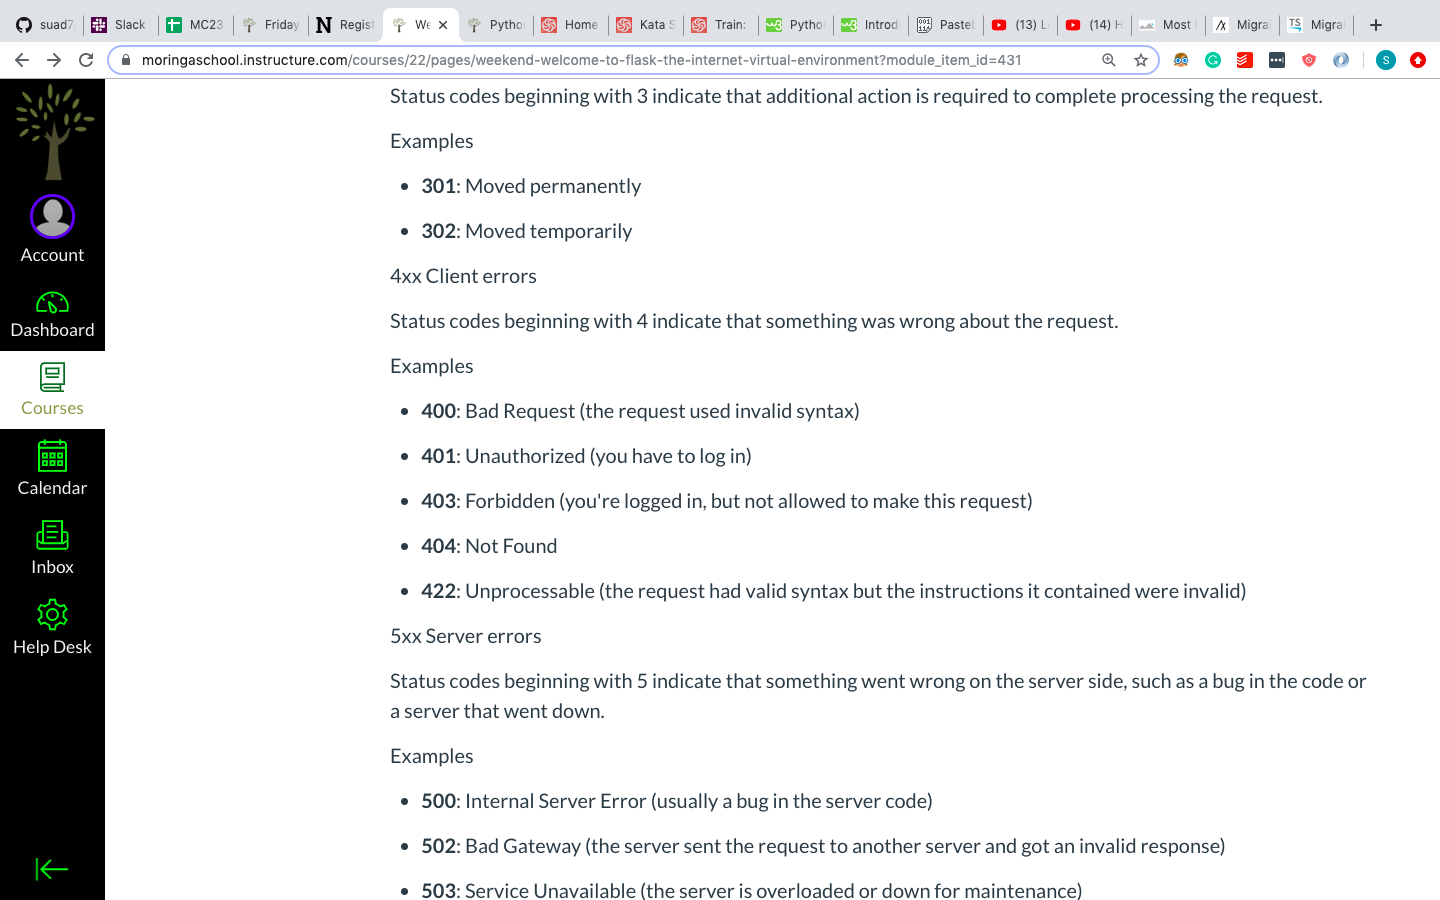 suad7
Slack
MC23
Friday
Regist
We
Pytho
Home
Kata S
Train:
Pytho
Introd
Paste
(13) L
(14) H
Most
Migra
Migra
moringaschool.instructure.com/courses/22/pages/weekend-welcome-to-flask-the-internet-virtual-environment?module_item_id=431
S
Account
Dashboard
Courses
Calendar
Inbox
Help Desk
Status codes beginning with 3 indicate that additional action is required to complete processing the request.
Examples
301: Moved permanently
302: Moved temporarily
4xx Client errors
Status codes beginning with 4 indicate that something was wrong about the request.
Examples
400: Bad Request (the request used invalid syntax)
401: Unauthorized (you have to log in)
403: Forbidden (you're logged in, but not allowed to make this request)
404: Not Found
422: Unprocessable (the request had valid syntax but the instructions it contained were invalid)
5xx Server errors
Status codes beginning with 5 indicate that something went wrong on the server side, such as a bug in the code or
a server that went down.
Examples
500: Internal Server Error (usually a bug in the server code)
502: Bad Gateway (the server sent the request to another server and got an invalid response)
503: Service Unavailable (the server is overloaded or down for maintenance)